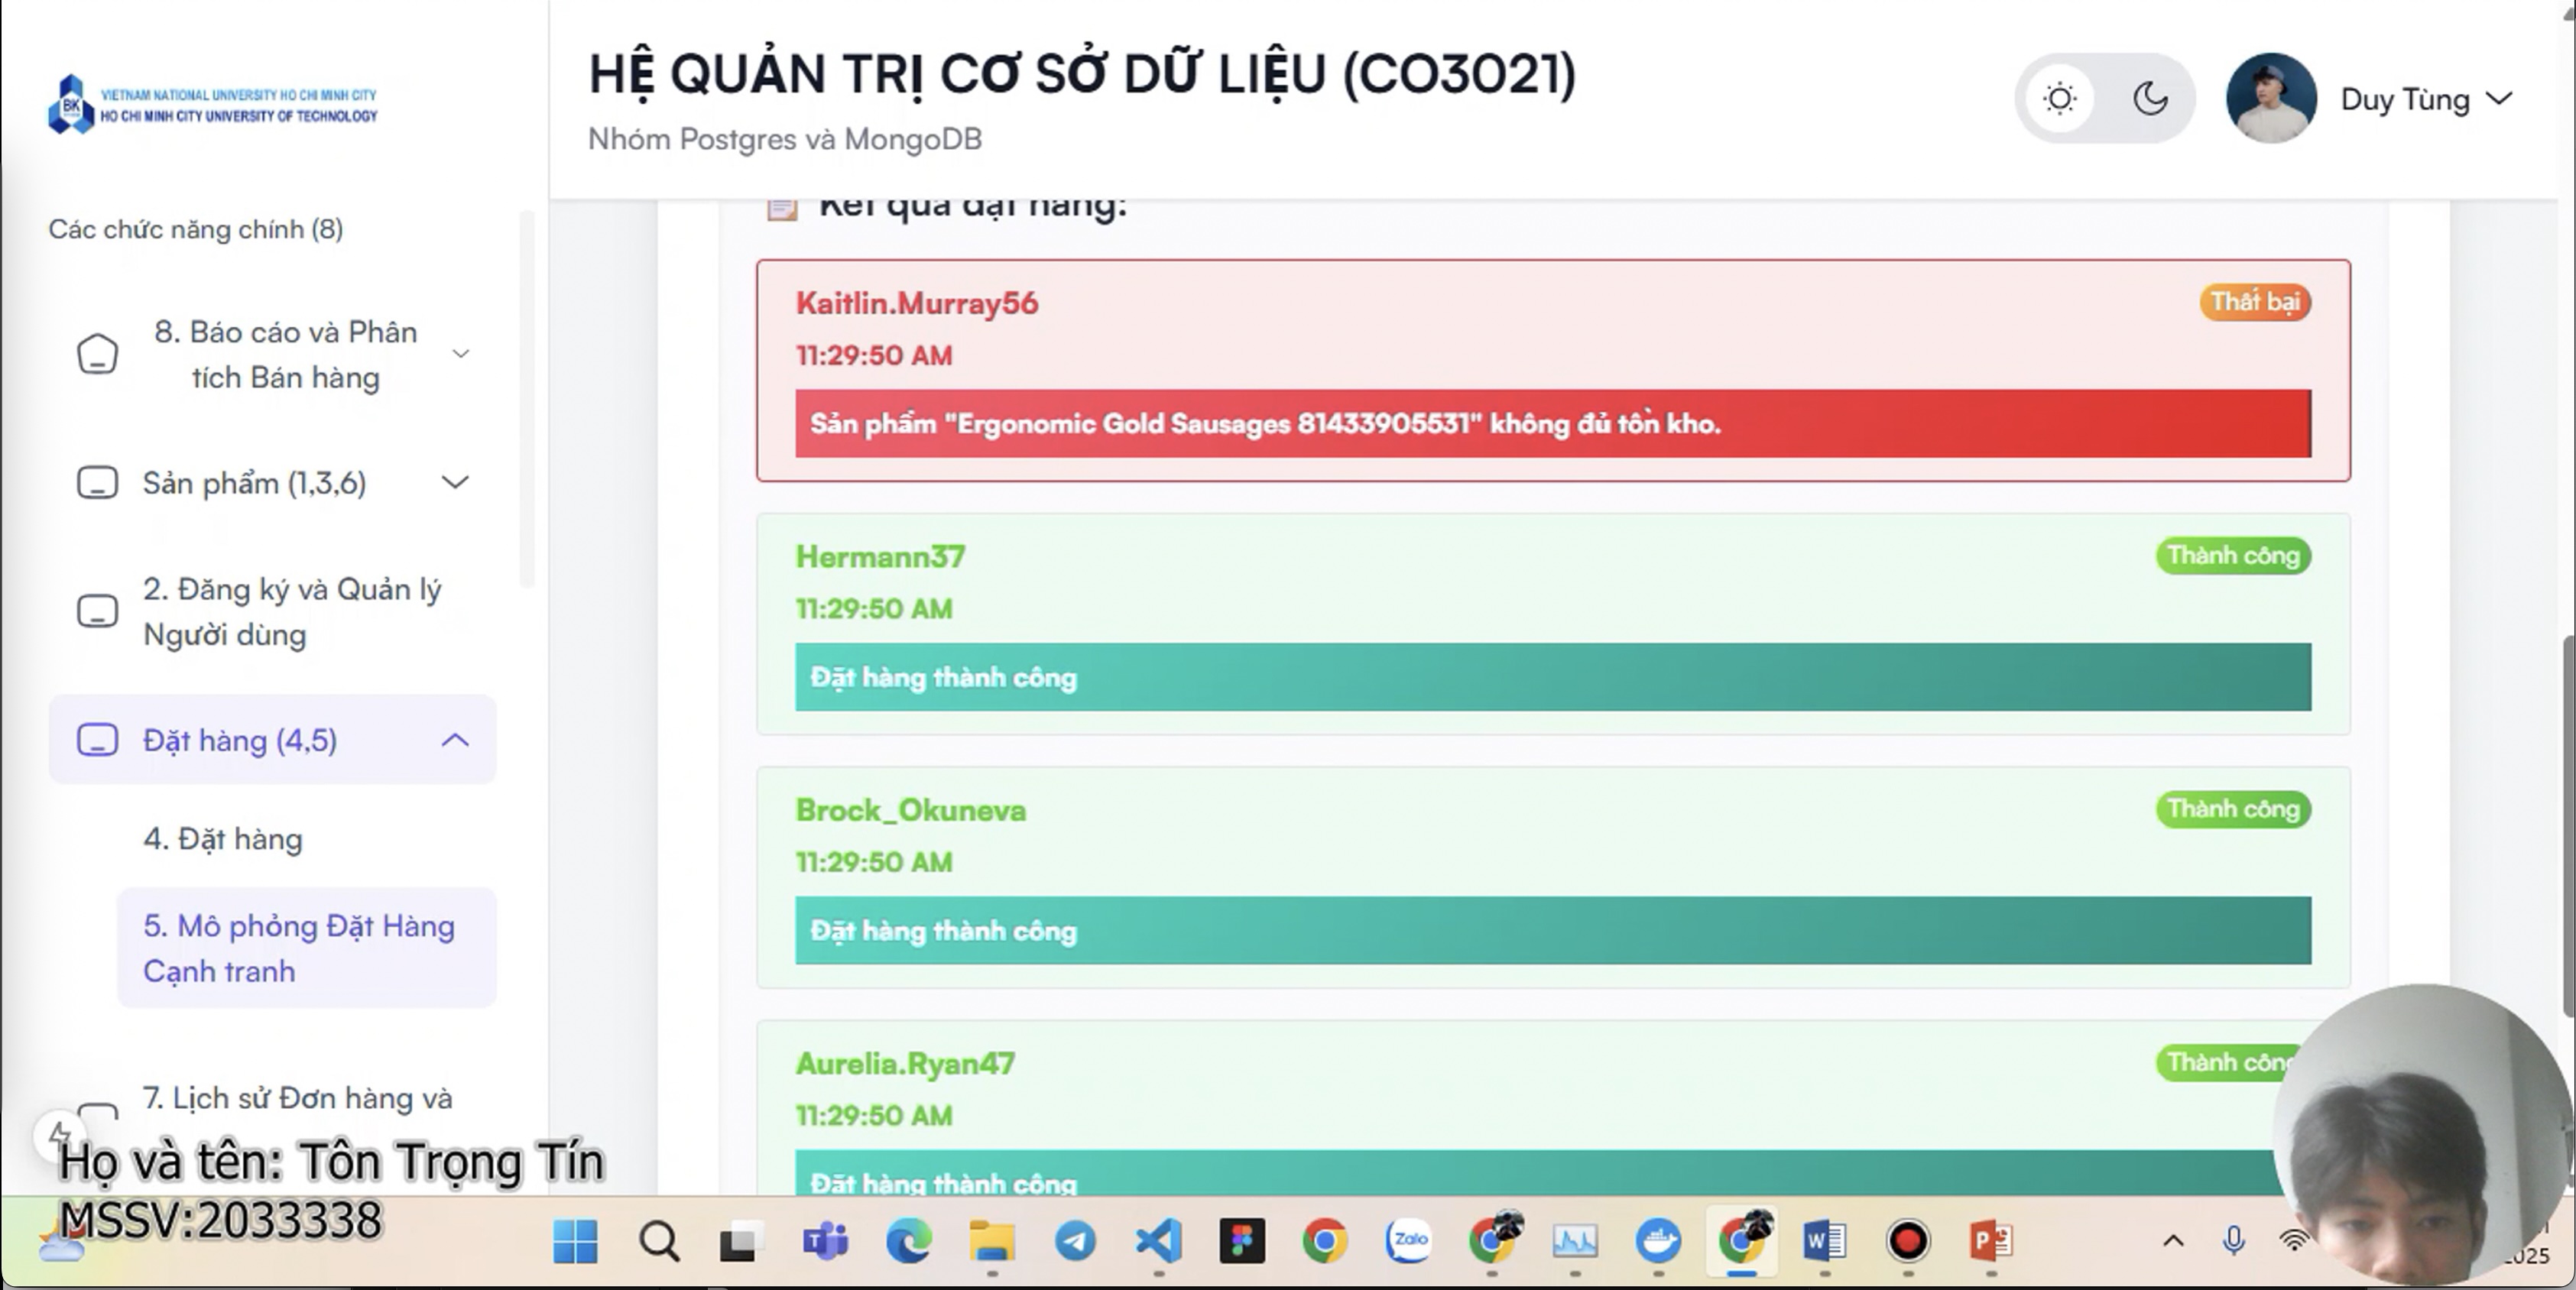 VIETNAM NATIONAL UNIVERSITY HO CHI MINH CITY
HO CHI MINH CITY UNIVERSITY OF TECHNOLOGY
BK
HỆ QUẢN TRỊ CƠ SỞ DỮ LIỆU (CO3021)
Nhóm Postgres và MongoDB
Duy Tùng
Các chức năng chính (8)
8. Báo cáo và Phân
tích Bán hàng
Sản phẩm (1,3,6)
2. Đăng ký và Quản lý
Người dùng
Đặt hàng (4,5)
4. Đặt hàng
5. Mô phỏng Đặt Hàng
Cạnh tranh
7. Lịch sử Đơn hàng và
Kết quả đặt hàng:
Kaitlin.Murray56
Thất bại
11:29:50 AM
Sản phẩm "Ergonomic Gold Sausages 81433905531" không đủ tồn kho.
Hermann37
Thành công
11:29:50 AM
Đặt hàng thành công
Brock_Okuneva
Thành công
11:29:50 AM
Đặt hàng thành công
Aurelia.Ryan47
Thành công
11:29:50 AM
Đặt hàng thành công
Họ và tên: Tôn Trọng Tín
MSSV:2033338
Zalo